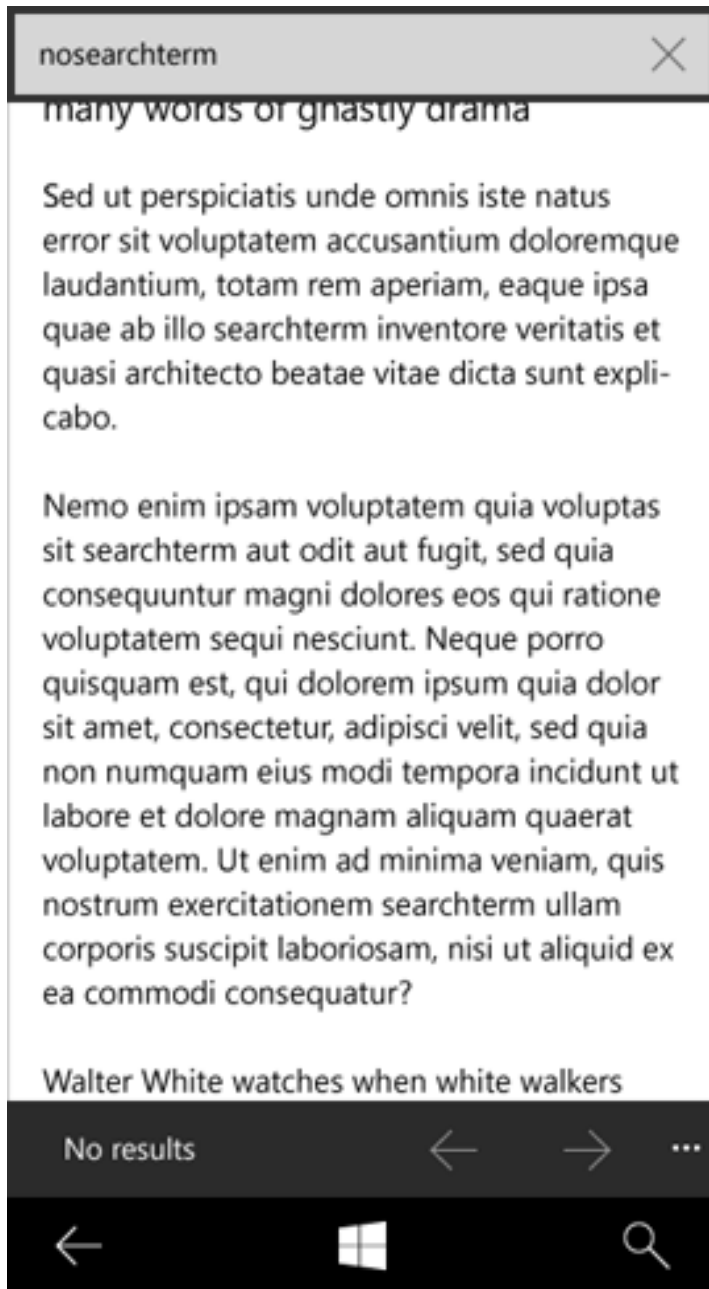 nosearchterm
many words of ghastly drama
Sed ut perspiciatis unde omnis iste natus
error sit voluptatem accusantium doloremque
laudantium, totam rem aperiam, eaque ipsa
quae ab illo searchterm inventore veritatis et
quasi architecto beatae vitae dicta sunt expli-
cabo.
Nemo enim ipsam voluptatem quia voluptas
sit searchterm aut odit aut fugit, sed quia
consequuntur magni dolores eos qui ratione
voluptatem sequi nesciunt. Neque porro
quisquam est, qui dolorem ipsum quia dolor
sit amet, consectetur, adipisci velit, sed quia
non numquam eius modi tempora incidunt ut
labore et dolore magnam aliquam quaerat
voluptatem. Ut enim ad minima veniam, quis
nostrum exercitationem searchterm ullam
corporis suscipit laboriosam, nisi ut aliquid ex
ea commodi consequatur?
Walter White watches when white walkers
No results